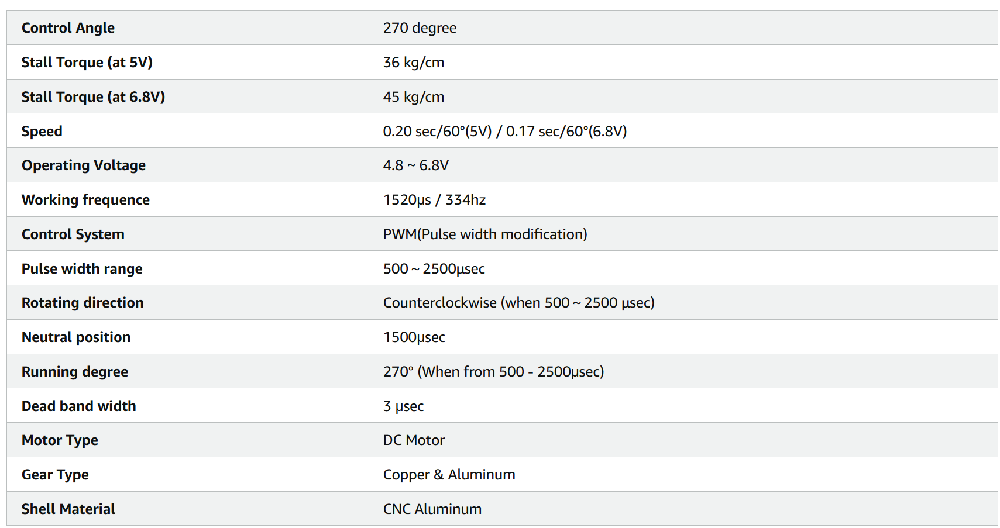 Control Angle 270 degree
Stall Torque (at 5V) 36 kg/cm
Stall Torque (at 6.8V) 45 kg/cm
Speed 0.20 sec/60°(5V) / 0.17 sec/60°(6.8V)
Operating Voltage 4.8 ~ 6.8V
Working frequence 1520μs / 334hz
Control System PWM(Pulse width modification)
Pulse width range 500～2500μsec
Rotating direction Counterclockwise (when 500～2500 μsec)
Neutral position 1500μsec
Running degree 270° (When from 500 - 2500μsec)
Dead band width 3 μsec
Motor Type DC Motor
Gear Type Copper & Aluminum
Shell Material CNC Aluminum